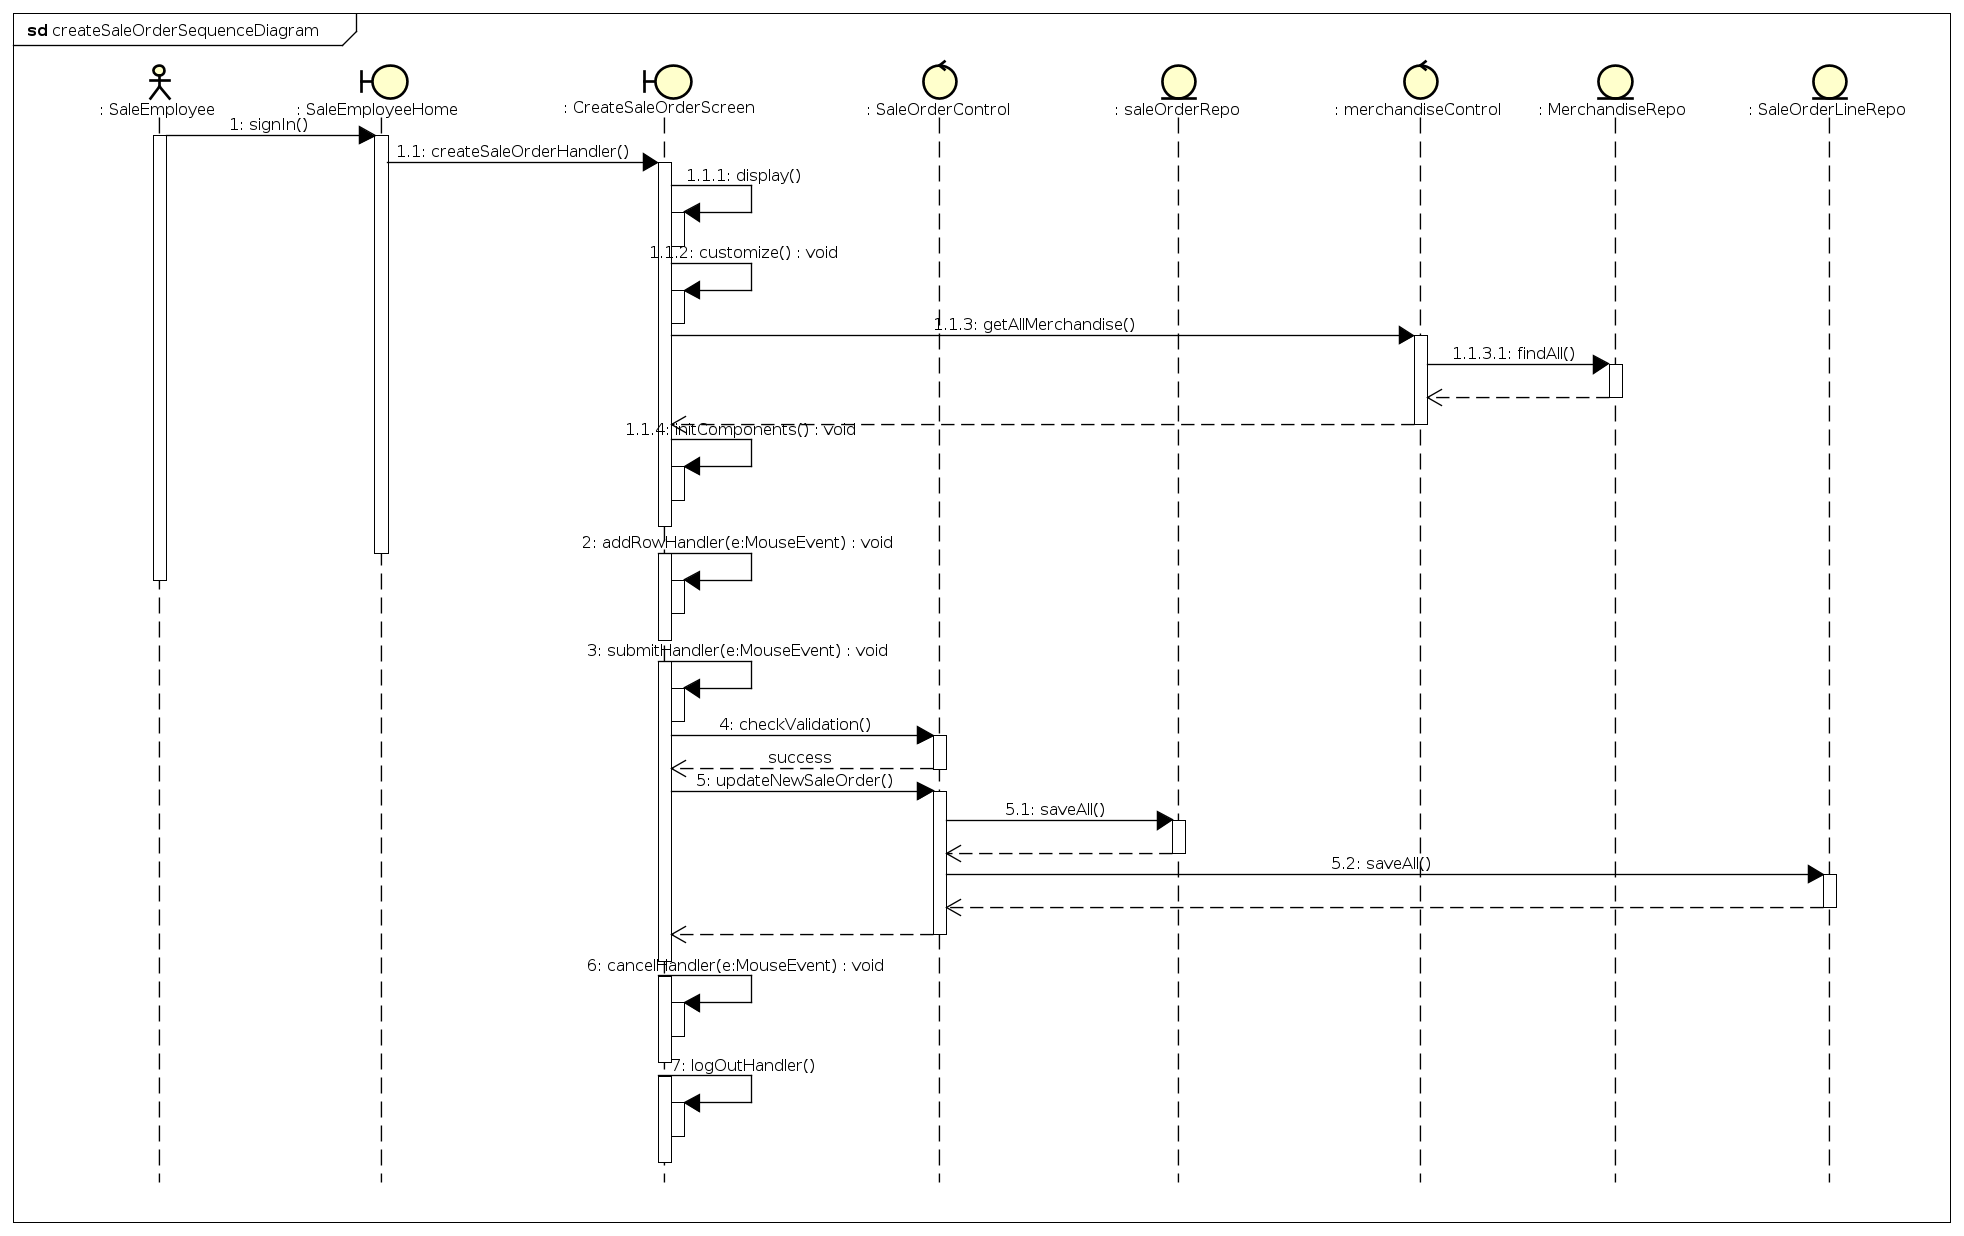 sd createSaleOrderSequenceDiagram
: SaleEmployee
: SaleEmployeeHome
: CreateSaleOrderScreen
: SaleOrderControl
: saleOrderRepo
: merchandiseControl
: MerchandiseRepo
: SaleOrderLineRepo
1: signIn()
1.1: createSaleOrderHandler()
1.1.1: display()
1.1.2: customize() : void
1.1.3: getAllMerchandise()
1.1.3.1: findAll()
1.1.4: initComponents() : void
2: addRowHandler(e:MouseEvent) : void
3: submitHandler(e:MouseEvent) : void
4: checkValidation()
success
5: updateNewSaleOrder()
5.1: saveAll()
5.2: saveAll()
6: cancelHandler(e:MouseEvent) : void
7: logOutHandler()